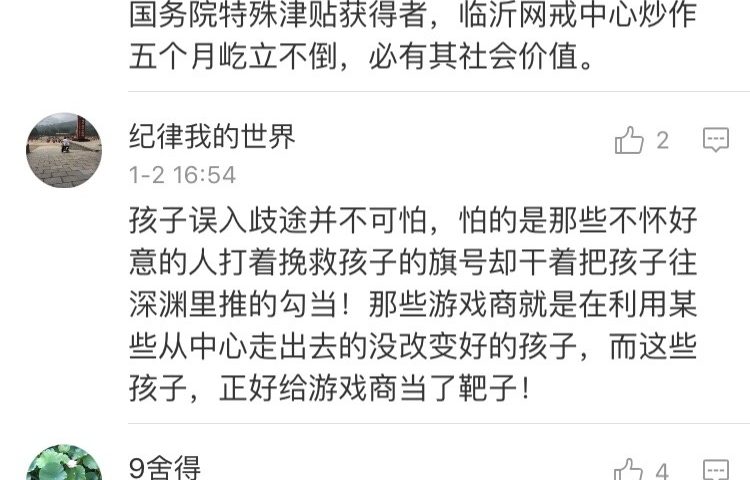 国务院特殊津贴获得者，临沂网戒中心炒作
五个月屹立不倒，必有其社会价值。
纪律我的世界
2
1-2 16:54
孩子误入歧途并不可怕，怕的是那些不怀好
意的人打着挽救孩子的旗号却干着把孩子往
深渊里推的勾当！那些游戏商就是在利用某
些从中心走出去的没改变好的孩子，而这些
孩子，正好给游戏商当了靶子！
9舍得
4